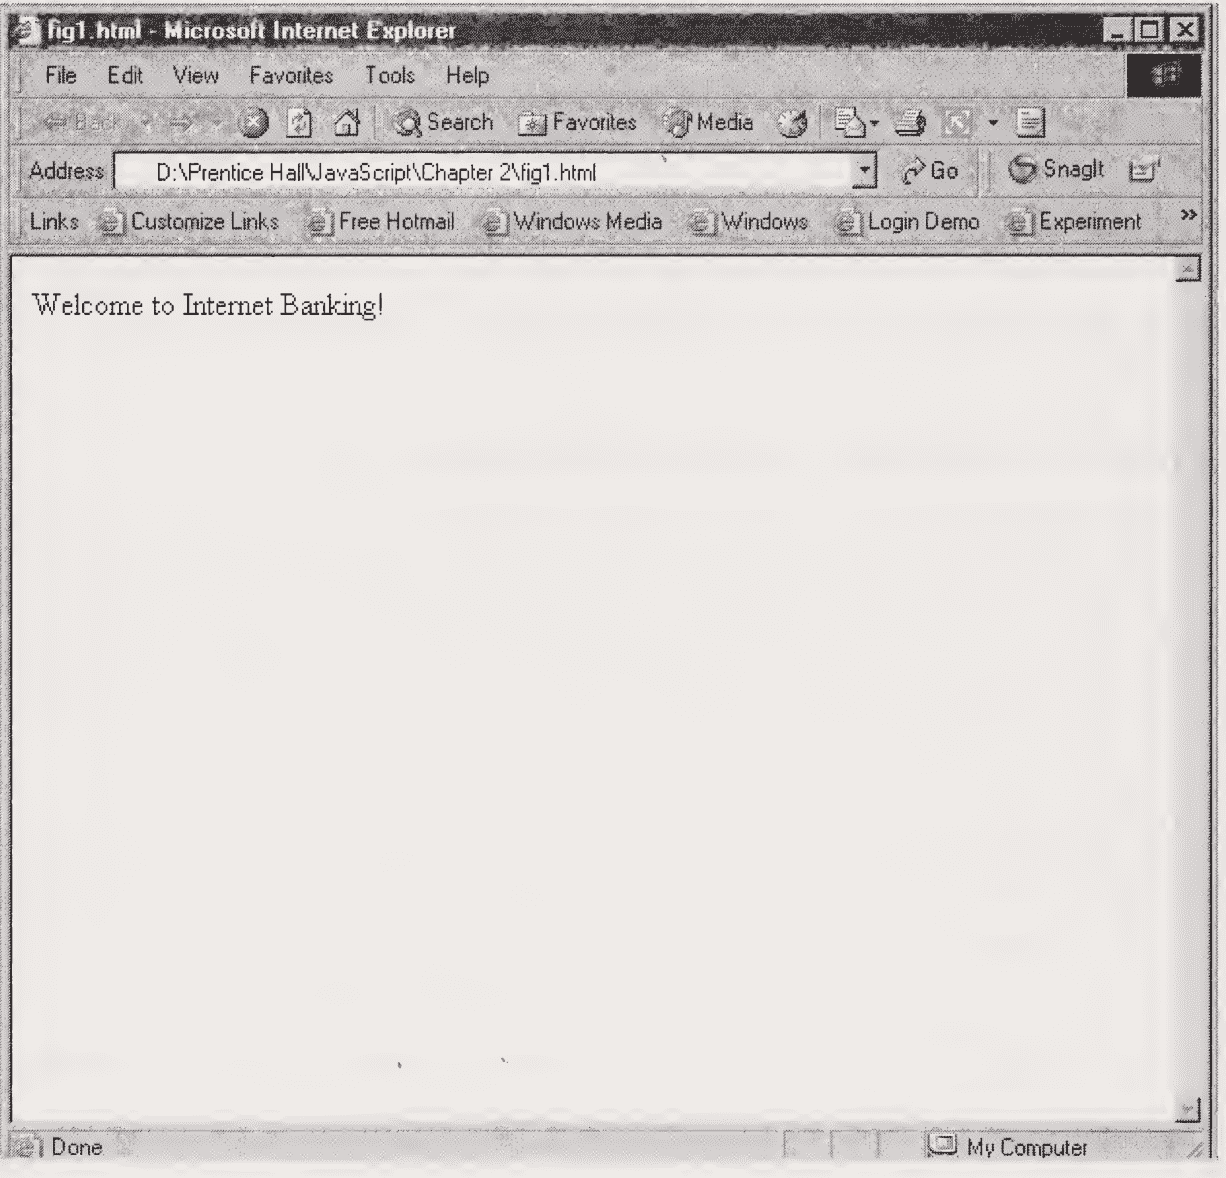 fig1.html - Microsoft Internet Explorer
File Edit View Favorites Tools Help
Back Search Favorites Media
Address D:\Prentice Hall\JavaScript\Chapter 2\fig1.html Go SnagIt
Links Customize Links Free Hotmail Windows Media Windows Login Demo Experiment »
Welcome to Internet Banking!
Done My Computer